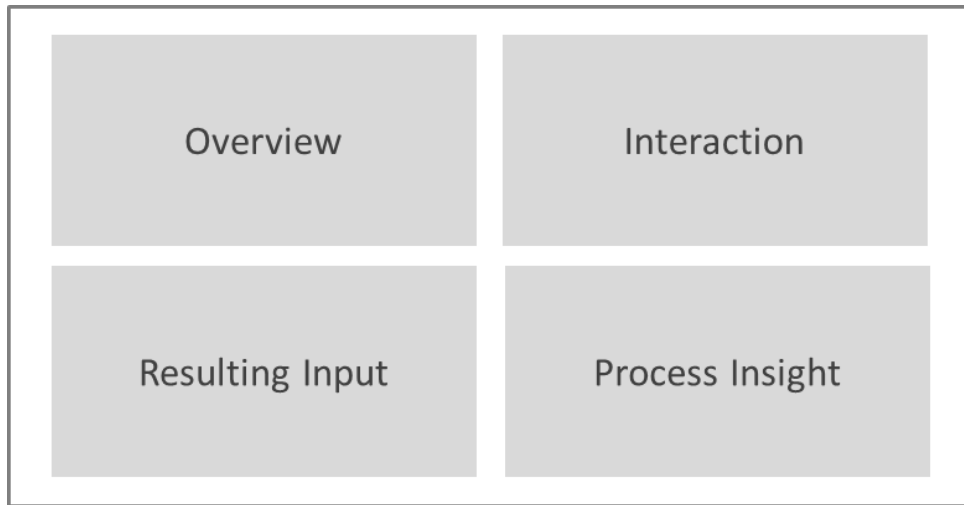 Overview
Interaction
Resulting Input
Process Insight